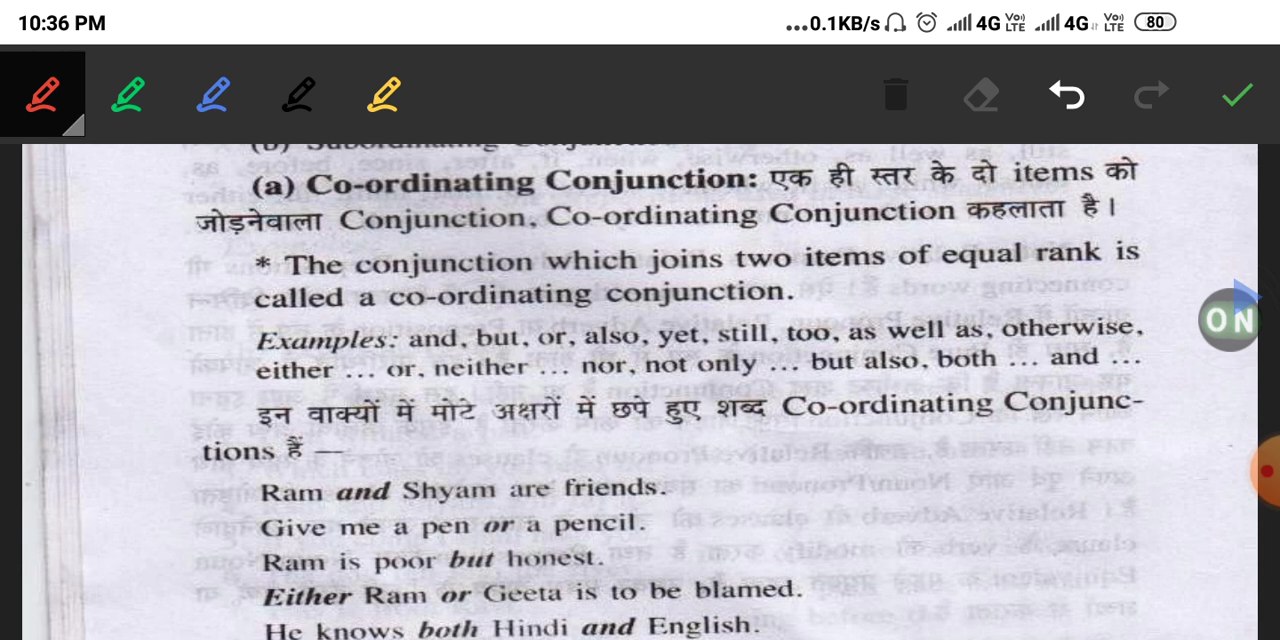 10:36 PM
...0.1KB/s 4G Vo)) LTE 4G Vo)) LTE 80
(a) Co-ordinating Conjunction: एक ही स्तर के दो items को
जोड़नेवाला Conjunction, Co-ordinating Conjunction कहलाता है।
* The conjunction which joins two items of equal rank is
called a co-ordinating conjunction.
Examples: and, but, or, also, yet, still, too, as well as, otherwise,
either ... or, neither ... nor, not only ... but also, both ... and ...
इन वाक्यों में मोटे अक्षरों में छपे हुए शब्द Co-ordinating Conjunc-
tions हैं —
Ram and Shyam are friends.
Give me a pen or a pencil.
Ram is poor but honest.
Either Ram or Geeta is to be blamed.
He knows both Hindi and English.
ON